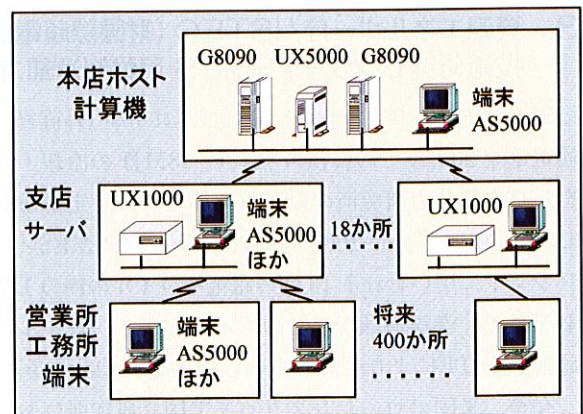 G8090 UX5000 G8090
本店ホスト
計算機
端末
AS5000
支店
サーバ
UX1000
端末
AS5000
ほか
18か所
UX1000
営業所
工務所
端末
端末
AS5000
ほか
将来
400か所